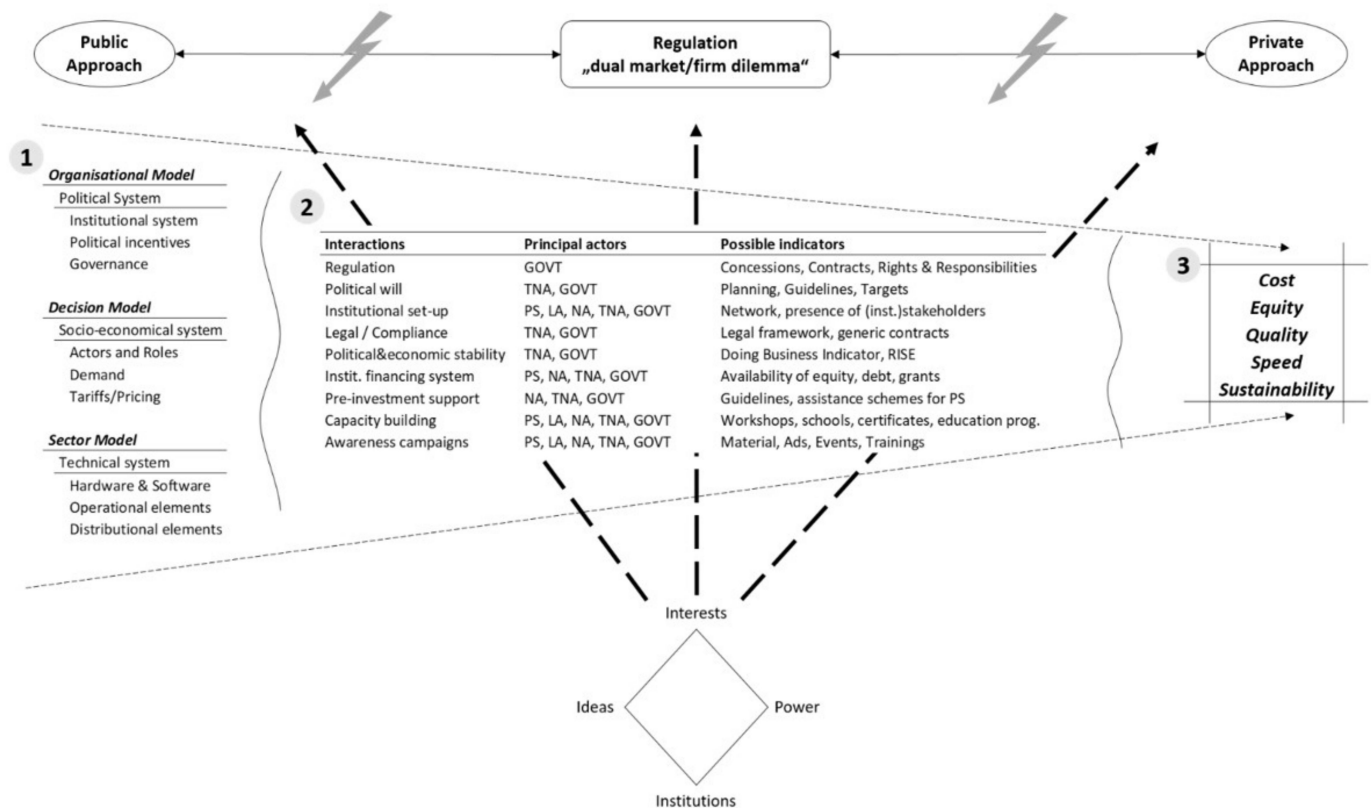 Public
Approach
Regulation
„dual market/firm dilemma“
Private
Approach
1
Organisational Model
Political System
Institutional system
Political incentives
Governance
Decision Model
Socio-economical system
Actors and Roles
Demand
Tariffs/Pricing
Sector Model
Technical system
Hardware & Software
Operational elements
Distributional elements
2
Interactions Principal actors Possible indicators
Regulation GOVT Concessions, Contracts, Rights & Responsibilities
Political will TNA, GOVT Planning, Guidelines, Targets
Institutional set-up PS, LA, NA, TNA, GOVT Network, presence of (inst.)stakeholders
Legal / Compliance TNA, GOVT Legal framework, generic contracts
Political&economic stability TNA, GOVT Doing Business Indicator, RISE
Instit. financing system PS, NA, TNA, GOVT Availability of equity, debt, grants
Pre-investment support NA, TNA, GOVT Guidelines, assistance schemes for PS
Capacity building PS, LA, NA, TNA, GOVT Workshops, schools, certificates, education prog.
Awareness campaigns PS, LA, NA, TNA, GOVT Material, Ads, Events, Trainings
3
Cost
Equity
Quality
Speed
Sustainability
Interests
Ideas Power
Institutions